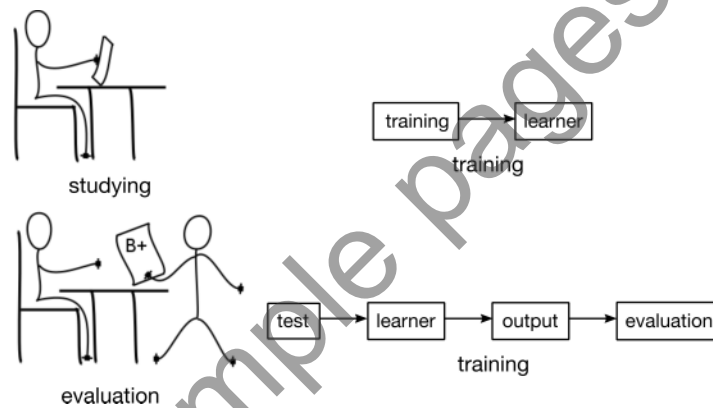 training
learner
training
studying
B+
test
learner
output
evaluation
training
evaluation
sample pages